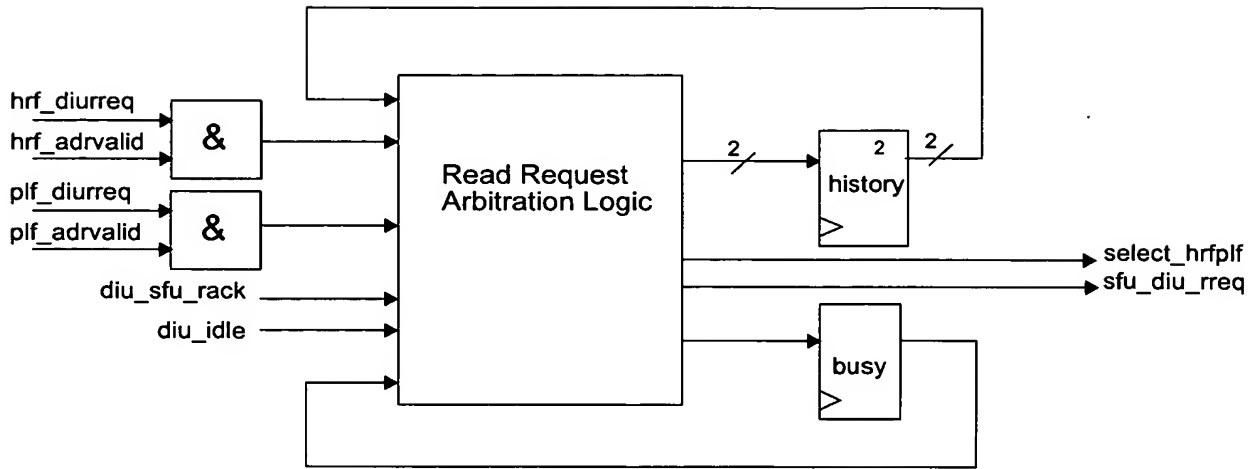 hrf_diurreq
hrf_adrvalid
&
plf_diurreq
plf_adrvalid
&
diu_sfu_rack
diu_idle
Read Request
Arbitration Logic
2
2
2
history
select_hrfplf
sfu_diu_rreq
busy